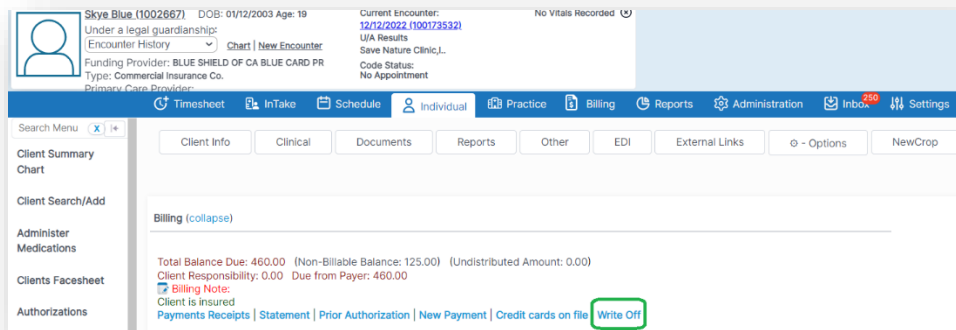 Skye Blue (1002667) DOB: 01/12/2003 Age: 19
Under a legal guardianship:
Encounter History
Chart | New Encounter
Funding Provider: BLUE SHIELD OF CA BLUE CARD PR
Type: Commercial Insurance Co.
Primary Care Provider:
Current Encounter:
12/12/2022 (100173532)
U/A Results
Save Nature Clinic,I..
Code Status:
No Appointment
No Vitals Recorded
Timesheet InTake Schedule Individual Practice Billing Reports Administration Inbox 250 Settings
Search Menu X
Client Info Clinical Documents Reports Other EDI External Links - Options NewCrop
Client Summary
Chart
Client Search/Add
Administer
Medications
Clients Facesheet
Authorizations
Billing (collapse)
Total Balance Due: 460.00 (Non-Billable Balance: 125.00) (Undistributed Amount: 0.00)
Client Responsibility: 0.00 Due from Payer: 460.00
Billing Note:
Client is insured
Payments Receipts | Statement | Prior Authorization | New Payment | Credit cards on file | Write Off